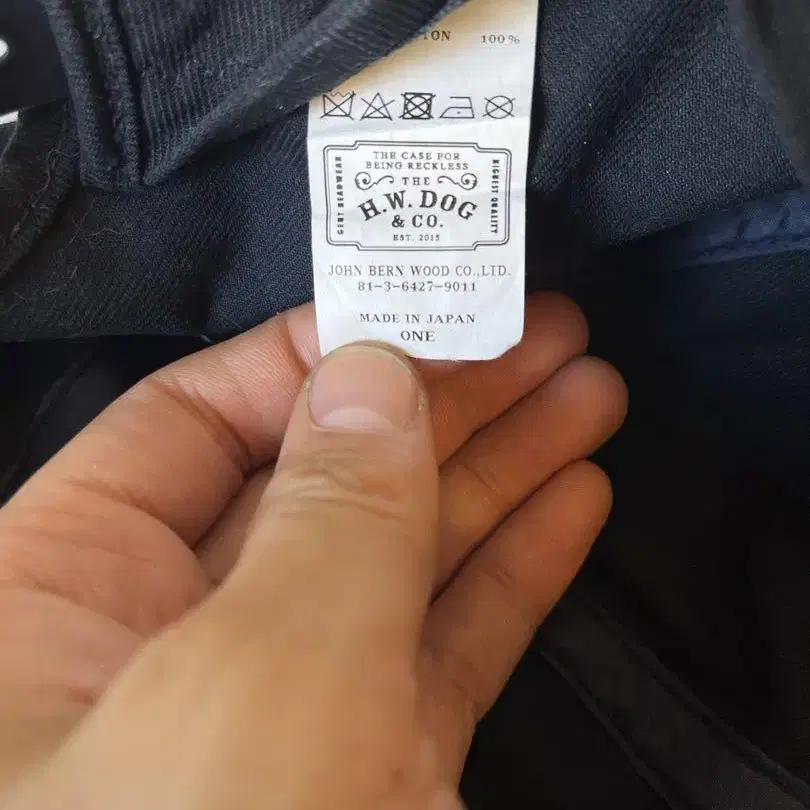 100%
THE CASE FOR
BEING RECKLESS
GENT HEADWEAR
THE
H.W. DOG
& CO.
EST. 2015
HIGHEST QUALITY
JOHN BERN WOOD CO.,LTD.
81-3-6427-9011
MADE IN JAPAN
ONE